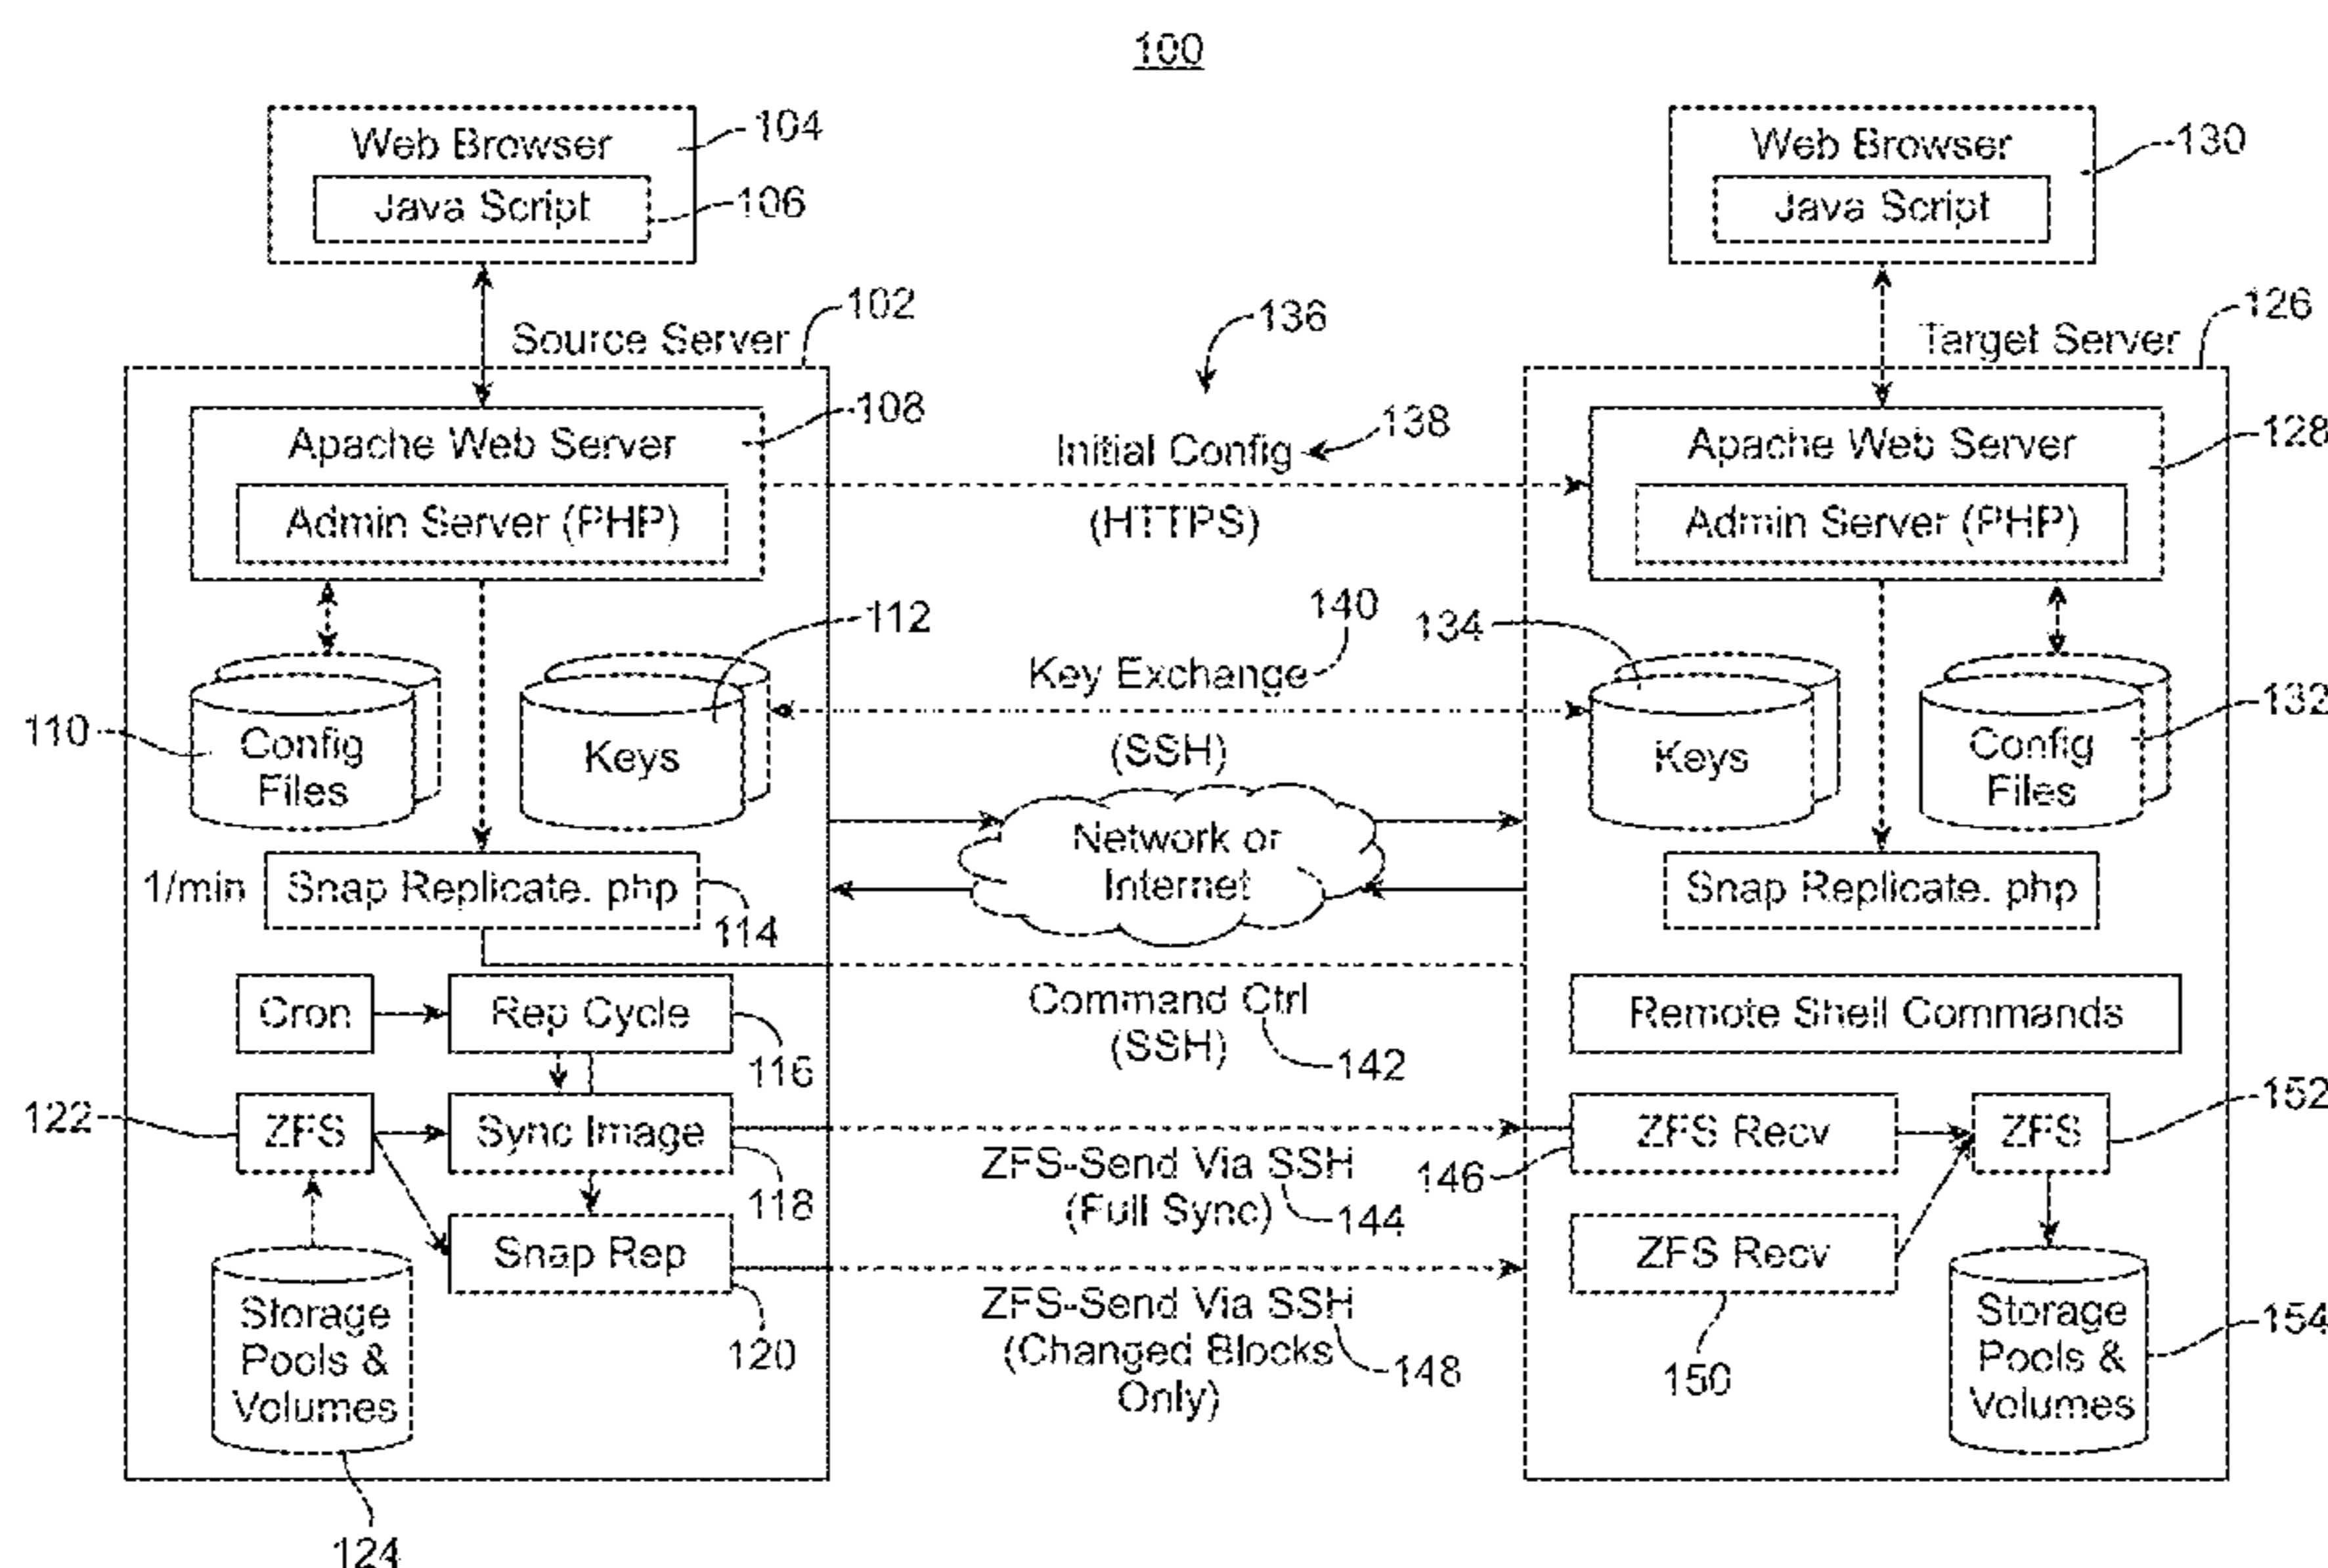 100
Web Browser
104
Java Script
106
Web Browser
130
Java Script
Source Server
102
136
Target Server
126
Apache Web Server
108
Admin Server (PHP)
Initial Config
138
(HTTPS)
Apache Web Server
128
Admin Server (PHP)
110
Config
Files
112
Keys
Key Exchange
140
(SSH)
134
Keys
Config
Files
132
1/min
Snap Replicate. php
114
Network or
Internet
Snap Replicate. php
Cron
Rep Cycle
116
Command Ctrl
(SSH)
142
Remote Shell Commands
122
ZFS
Sync Image
118
ZFS-Send Via SSH
(Full Sync)
144
146
ZFS Recv
ZFS
152
Snap Rep
120
ZFS-Send Via SSH
(Changed Blocks
Only)
148
ZFS Recv
150
Storage
Pools &
Volumes
124
Storage
Pools &
Volumes
154